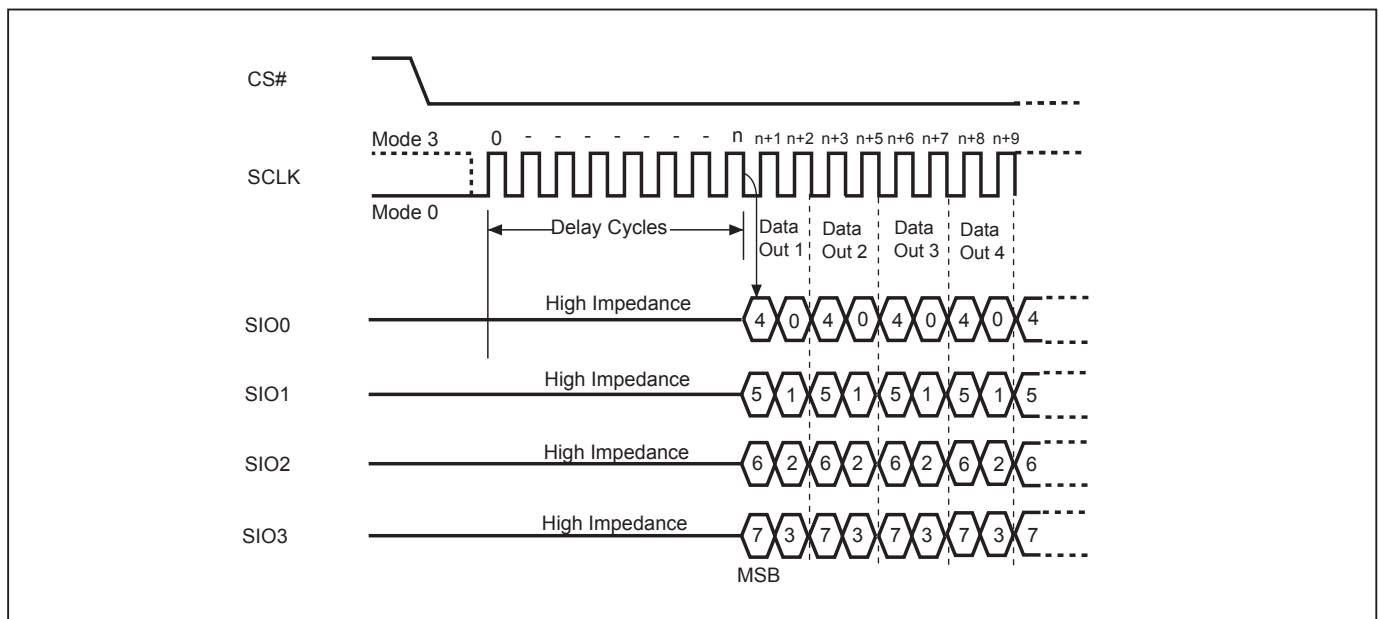 CS#
Mode 3
0 - - - - - - - n n+1 n+2 n+3 n+5 n+6 n+7 n+8 n+9
SCLK
Mode 0
Delay Cycles
Data Out 1
Data Out 2
Data Out 3
Data Out 4
High Impedance
SIO0
4 0 4 0 4 0 4 0 4
High Impedance
SIO1
5 1 5 1 5 1 5 1 5
High Impedance
SIO2
6 2 6 2 6 2 6 2 6
High Impedance
SIO3
7 3 7 3 7 3 7 3 7
MSB